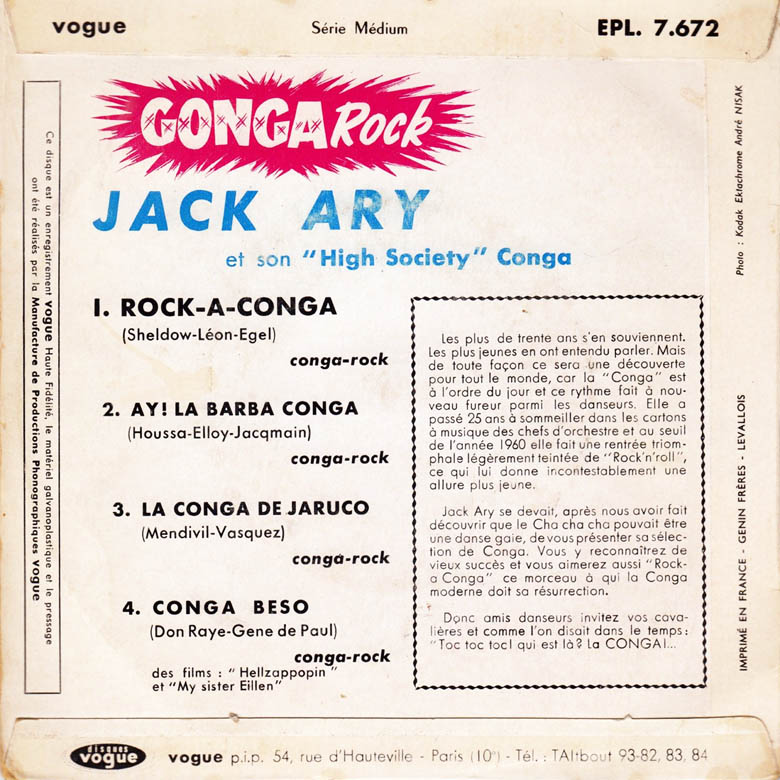 vogue
Série Médium
EPL. 7.672
CONGA Rock
JACK ARY
et son "High Society" Conga
1. ROCK-A-CONGA
(Sheldow-Léon-Egel)
conga-rock
2. AY! LA BARBA CONGA
(Houssa-Elloy-Jacqmain)
conga-rock
3. LA CONGA DE JARUCO
(Mendivil-Vasquez)
conga-rock
4. CONGA BESO
(Don Raye-Gene de Paul)
conga-rock
des films : "Hellzappopin"
et "My sister Eillen"
Les plus de trente ans s'en souviennent.
Les plus jeunes en ont entendu parler. Mais
de toute façon ce sera une découverte
pour tout le monde, car la "Conga" est
à l'ordre du jour et ce rythme fait à nou-
veau fureur parmi les danseurs. Elle a
passé 25 ans à sommeiller dans les cartons
à musique des chefs d'orchestre et au seuil
de l'année 1960 elle fait une rentrée triom-
phale légèrement teintée de "Rock'n'roll",
ce qui lui donne incontestablement une
allure plus jeune.
Jack Ary se devait, après nous avoir fait
découvrir que le Cha cha cha pouvait être
une danse gaie, de vous présenter sa sélec-
tion de Conga. Vous y reconnaîtrez de
vieux succès et vous aimerez aussi "Rock-
a Conga" ce morceau à qui la Conga
moderne doit sa résurrection.
Donc amis danseurs invitez vos cava-
lières et comme l'on disait dans le temps :
"Toc toc toc! qui est là? La CONGA!...
Ce disque est un enregistrement Vogue Haute Fidélité, le matériel galvanoplastique et le pressage
ont été réalisés par la Manufacture de Productions Phonographiques Vogue
Photo : Kodak Ektachrome André NISAK
IMPRIMÉ EN FRANCE - GENIN FRÈRES - LEVALLOIS
disques
vogue
vogue p.i.p. 54, rue d'Hauteville - Paris (10e) - Tél. : TAItbout 93-82, 83, 84